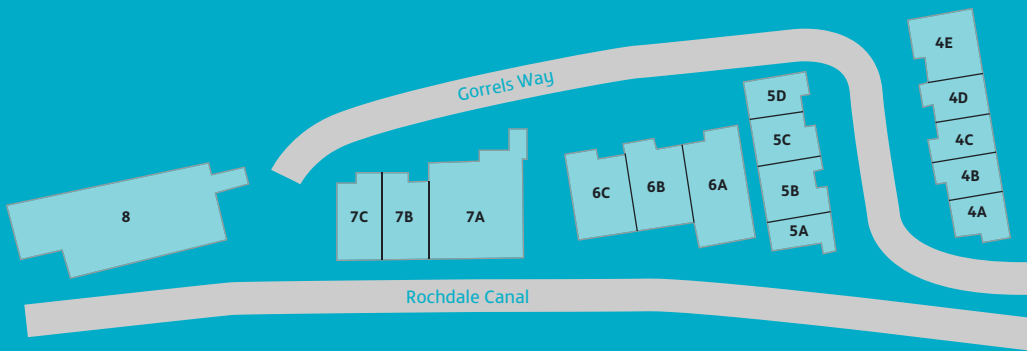 4E
Gorrels Way
5D
4D
5C
4C
4B
6C
6B
6A
5B
4A
8
7C
7B
7A
5A
Rochdale Canal